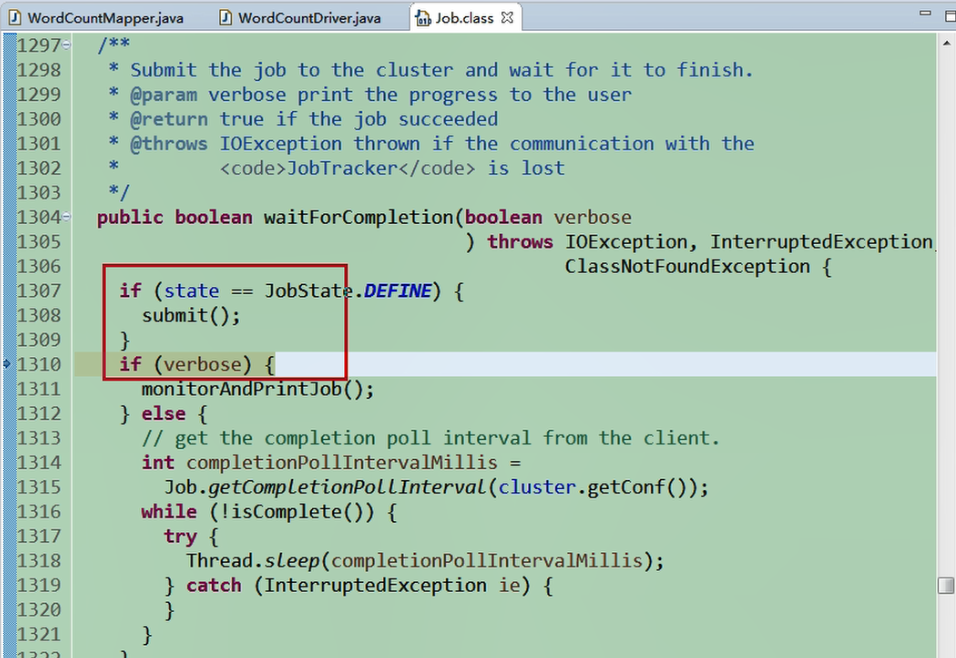 WordCountMapper.java WordCountDriver.java Job.class
1297 /**
1298 * Submit the job to the cluster and wait for it to finish.
1299 * @param verbose print the progress to the user
1300 * @return true if the job succeeded
1301 * @throws IOException thrown if the communication with the
1302 * <code>JobTracker</code> is lost
1303 */
1304 public boolean waitForCompletion(boolean verbose
1305 ) throws IOException, InterruptedException,
1306 ClassNotFoundException {
1307 if (state == JobState.DEFINE) {
1308 submit();
1309 }
1310 if (verbose) {
1311 monitorAndPrintJob();
1312 } else {
1313 // get the completion poll interval from the client.
1314 int completionPollIntervalMillis =
1315 Job.getCompletionPollInterval(cluster.getConf());
1316 while (!isComplete()) {
1317 try {
1318 Thread.sleep(completionPollIntervalMillis);
1319 } catch (InterruptedException ie) {
1320 }
1321 }